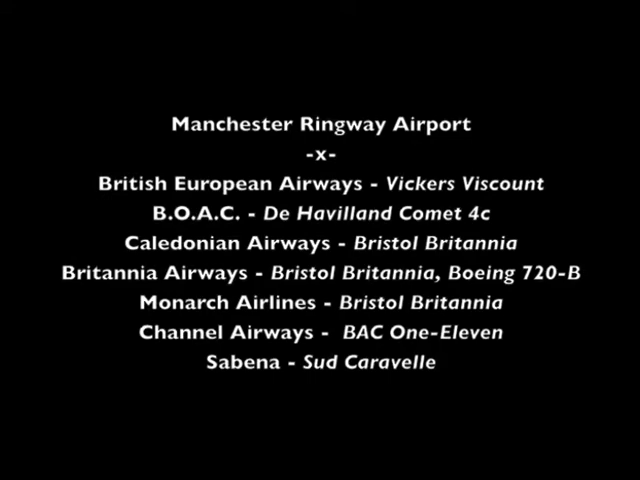 Manchester Ringway Airport
-x-
British European Airways - Vickers Viscount
B.O.A.C. - De Havilland Comet 4c
Caledonian Airways - Bristol Britannia
Britannia Airways - Bristol Britannia, Boeing 720-B
Monarch Airlines - Bristol Britannia
Channel Airways -  BAC One-Eleven
Sabena - Sud Caravelle